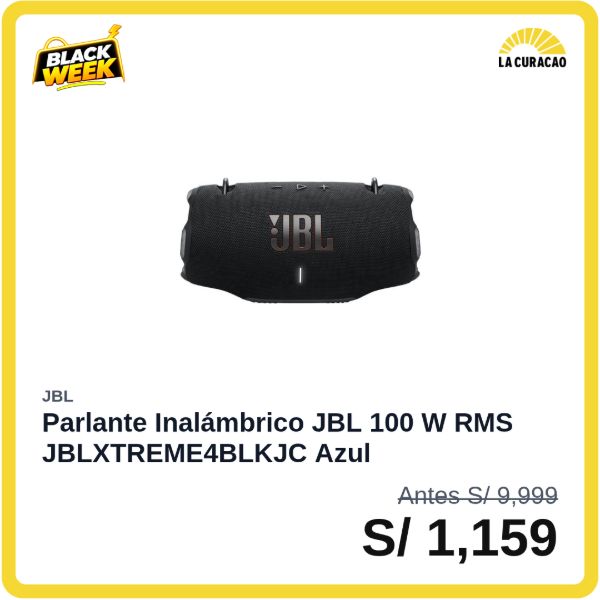 BLACK
WEEK
LA CURACAO
JBL
JBL
Parlante Inalámbrico JBL 100 W RMS
JBLXTREME4BLKJC Azul
Antes S/ 9,999
S/ 1,159